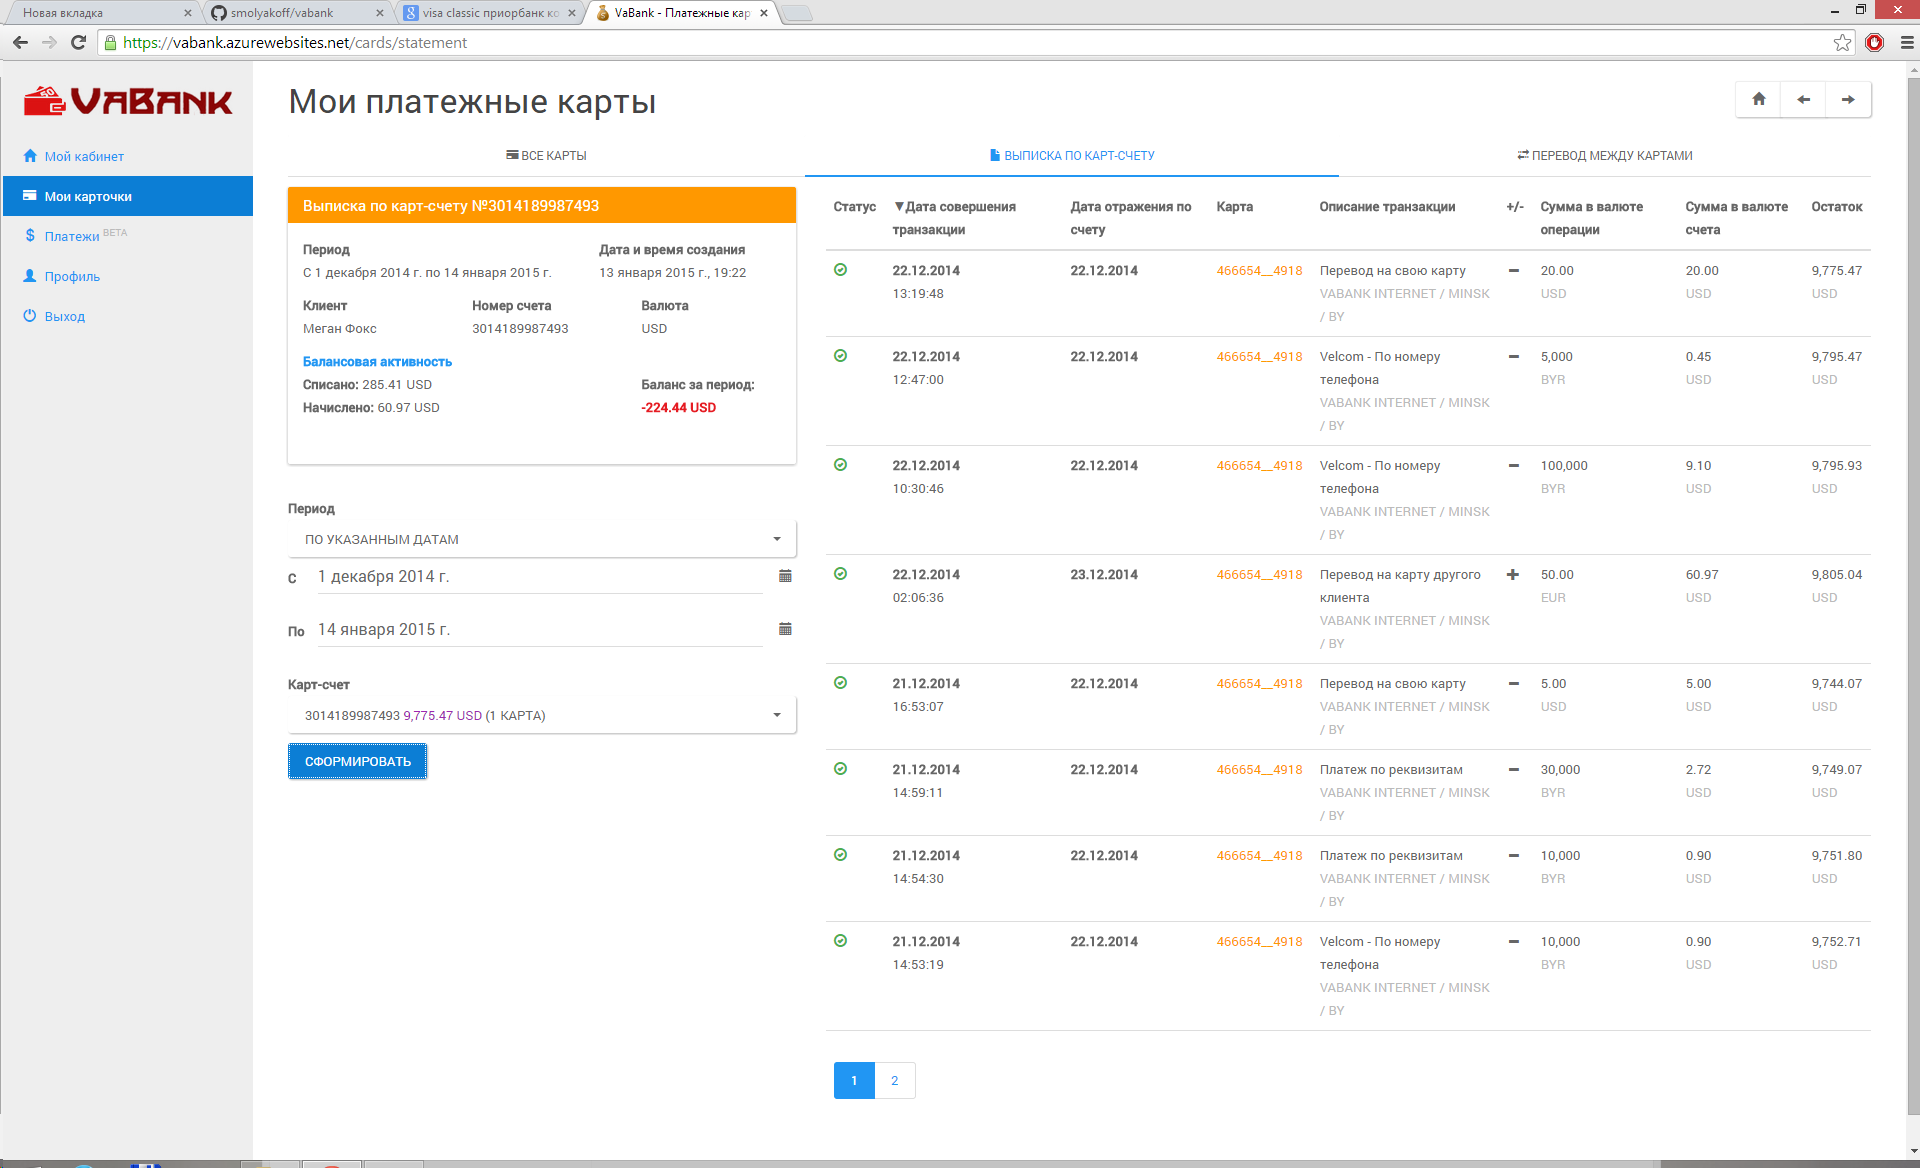 Новая вкладка
smolyakoff/vabank
visa classic приорбанк ко
VaBank - Платежные кар
https://vabank.azurewebsites.net/cards/statement
VABANK
Мой кабинет
Мои карточки
Платежи BETA
Профиль
Выход
Мои платежные карты
ВСЕ КАРТЫ
ВЫПИСКА ПО КАРТ-СЧЕТУ
ПЕРЕВОД МЕЖДУ КАРТАМИ
Выписка по карт-счету №3014189987493
Период Дата и время создания
С 1 декабря 2014 г. по 14 января 2015 г. 13 января 2015 г., 19:22
Клиент Номер счета Валюта
Меган Фокс 3014189987493 USD
Балансовая активность
Списано: 285.41 USD Баланс за период:
Начислено: 60.97 USD -224.44 USD
Период
ПО УКАЗАННЫМ ДАТАМ
С 1 декабря 2014 г.
По 14 января 2015 г.
Карт-счет
3014189987493 9,775.47 USD (1 КАРТА)
СФОРМИРОВАТЬ
Статус ▼Дата совершения Дата отражения по Карта Описание транзакции +/- Сумма в валюте Сумма в валюте Остаток
транзакции счету операции счета
22.12.2014 22.12.2014 466654__4918 Перевод на свою карту − 20.00 20.00 9,775.47
13:19:48 VABANK INTERNET / MINSK USD USD USD
/ BY
22.12.2014 22.12.2014 466654__4918 Velcom - По номеру − 5,000 0.45 9,795.47
12:47:00 телефона BYR USD USD
VABANK INTERNET / MINSK
/ BY
22.12.2014 22.12.2014 466654__4918 Velcom - По номеру − 100,000 9.10 9,795.93
10:30:46 телефона BYR USD USD
VABANK INTERNET / MINSK
/ BY
22.12.2014 23.12.2014 466654__4918 Перевод на карту другого + 50.00 60.97 9,805.04
02:06:36 клиента EUR USD USD
VABANK INTERNET / MINSK
/ BY
21.12.2014 22.12.2014 466654__4918 Перевод на свою карту − 5.00 5.00 9,744.07
16:53:07 VABANK INTERNET / MINSK USD USD USD
/ BY
21.12.2014 22.12.2014 466654__4918 Платеж по реквизитам − 30,000 2.72 9,749.07
14:59:11 VABANK INTERNET / MINSK BYR USD USD
/ BY
21.12.2014 22.12.2014 466654__4918 Платеж по реквизитам − 10,000 0.90 9,751.80
14:54:30 VABANK INTERNET / MINSK BYR USD USD
/ BY
21.12.2014 22.12.2014 466654__4918 Velcom - По номеру − 10,000 0.90 9,752.71
14:53:19 телефона BYR USD USD
VABANK INTERNET / MINSK
/ BY
1 2